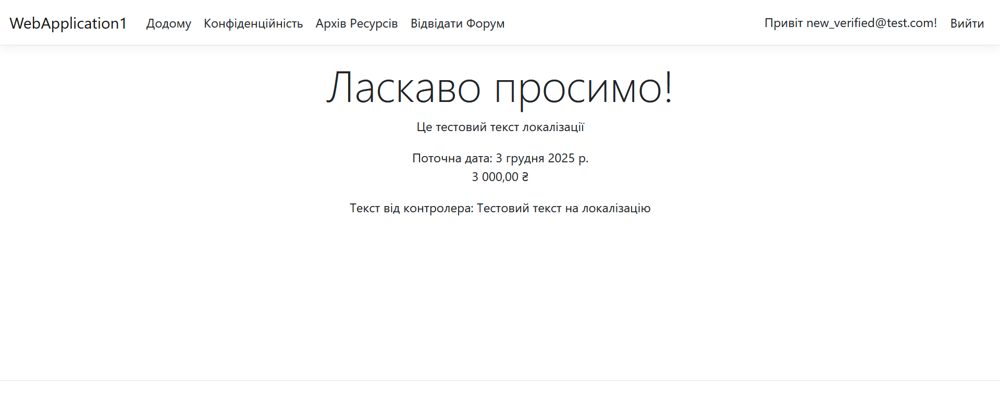 WebApplication1 Додому Конфіденційність Архів Ресурсів Відвідати Форум Привіт new_verified@test.com! Вийти
Ласкаво просимо!
Це тестовий текст локалізації
Поточна дата: 3 грудня 2025 р.
3 000,00 ₴
Текст від контролера: Тестовий текст на локалізацію